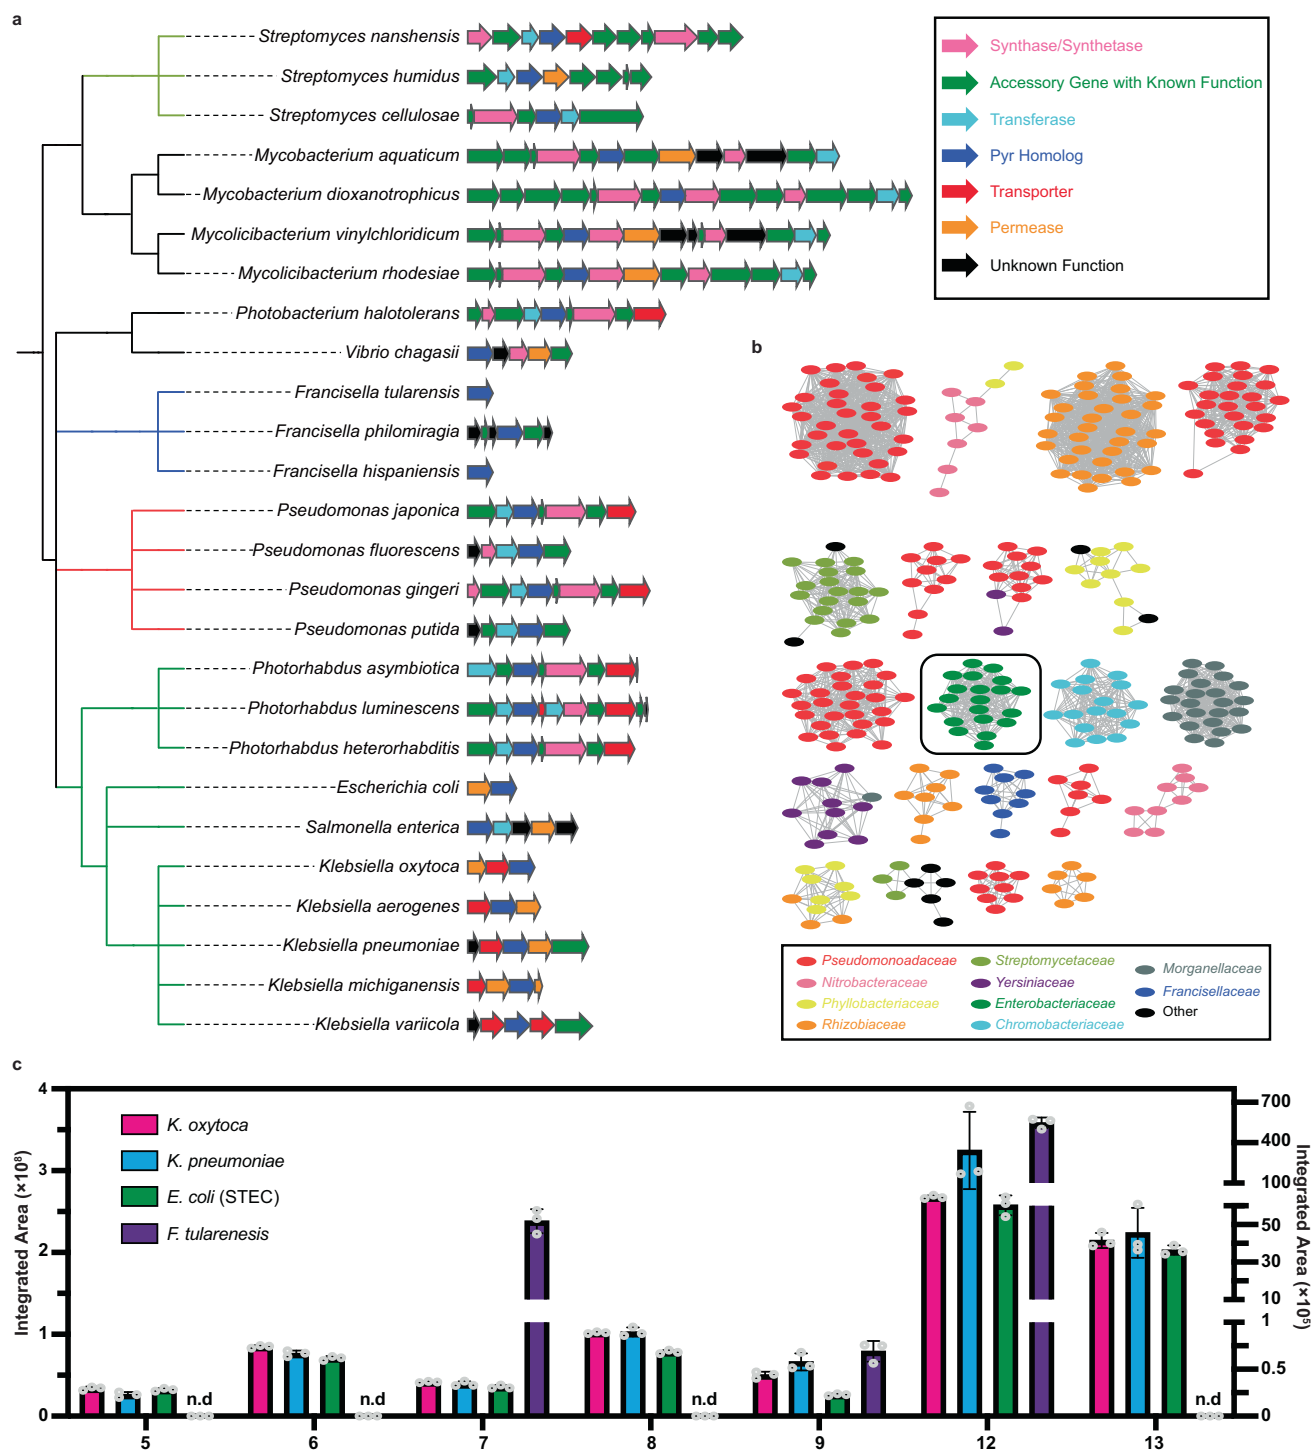 a
Streptomyces nanshensis
Streptomyces humidus
Streptomyces cellulosae
Mycobacterium aquaticum
Mycobacterium dioxanotrophicus
Mycolicibacterium vinylchloridicum
Mycolicibacterium rhodesiae
Photobacterium halotolerans
Vibrio chagasii
Francisella tularensis
Francisella philomiragia
Francisella hispaniensis
Pseudomonas japonica
Pseudomonas fluorescens
Pseudomonas gingeri
Pseudomonas putida
Photorhabdus asymbiotica
Photorhabdus luminescens
Photorhabdus heterorhabditis
Escherichia coli
Salmonella enterica
Klebsiella oxytoca
Klebsiella aerogenes
Klebsiella pneumoniae
Klebsiella michiganensis
Klebsiella variicola
Synthase/Synthetase
Accessory Gene with Known Function
Transferase
Pyr Homolog
Transporter
Permease
Unknown Function
b
Pseudomonoadaceae
Nitrobacteraceae
Phyllobacteriaceae
Rhizobiaceae
Streptomycetaceae
Yersiniaceae
Enterobacteriaceae
Chromobacteriaceae
Morganellaceae
Francisellaceae
Other
c
Integrated Area (×10⁸)
4
3
2
1
0
K. oxytoca
K. pneumoniae
E. coli (STEC)
F. tularenesis
n.d
n.d
n.d
n.d
5
6
7
8
9
12
13
700
400
100
50
30
10
1
0.5
0
Integrated Area (×10⁵)